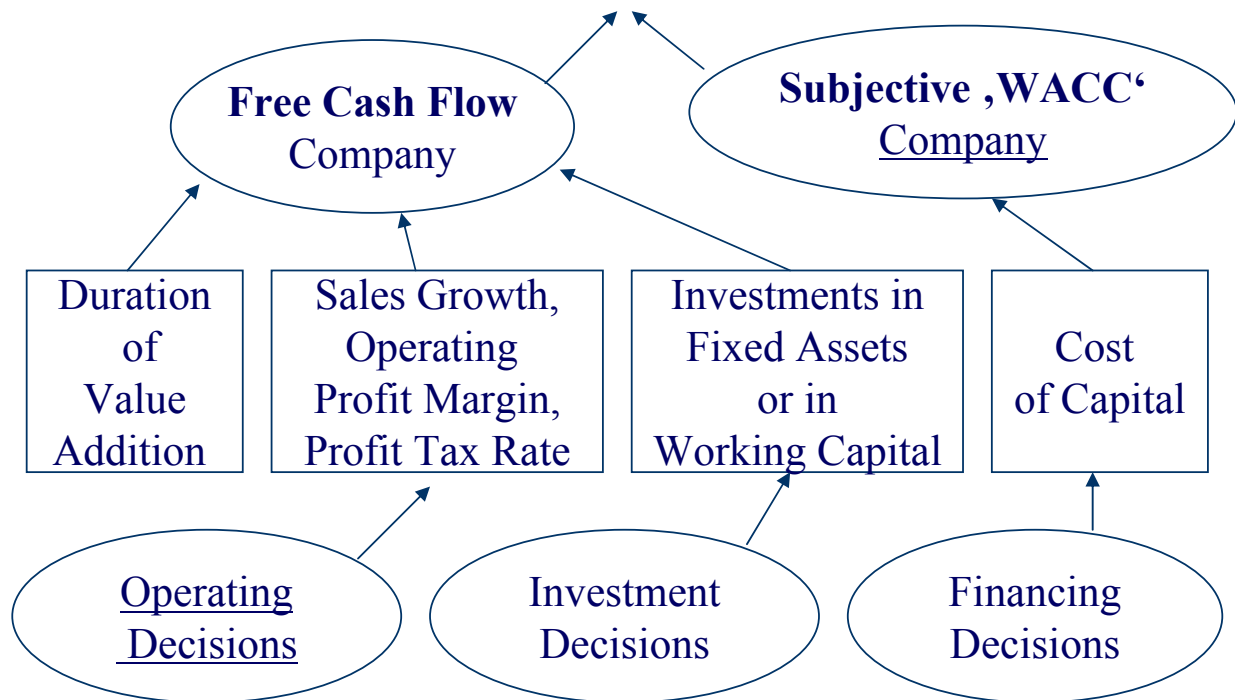 Free Cash Flow
Company
Subjective ‚WACC‘
Company
Duration
of
Value
Addition
Sales Growth,
Operating
Profit Margin,
Profit Tax Rate
Investments in
Fixed Assets
or in
Working Capital
Cost
of Capital
Operating
Decisions
Investment
Decisions
Financing
Decisions